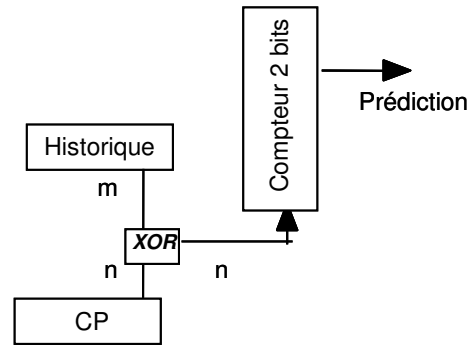 Compteur 2 bits
Prédiction
Historique
m
XOR
n
n
CP